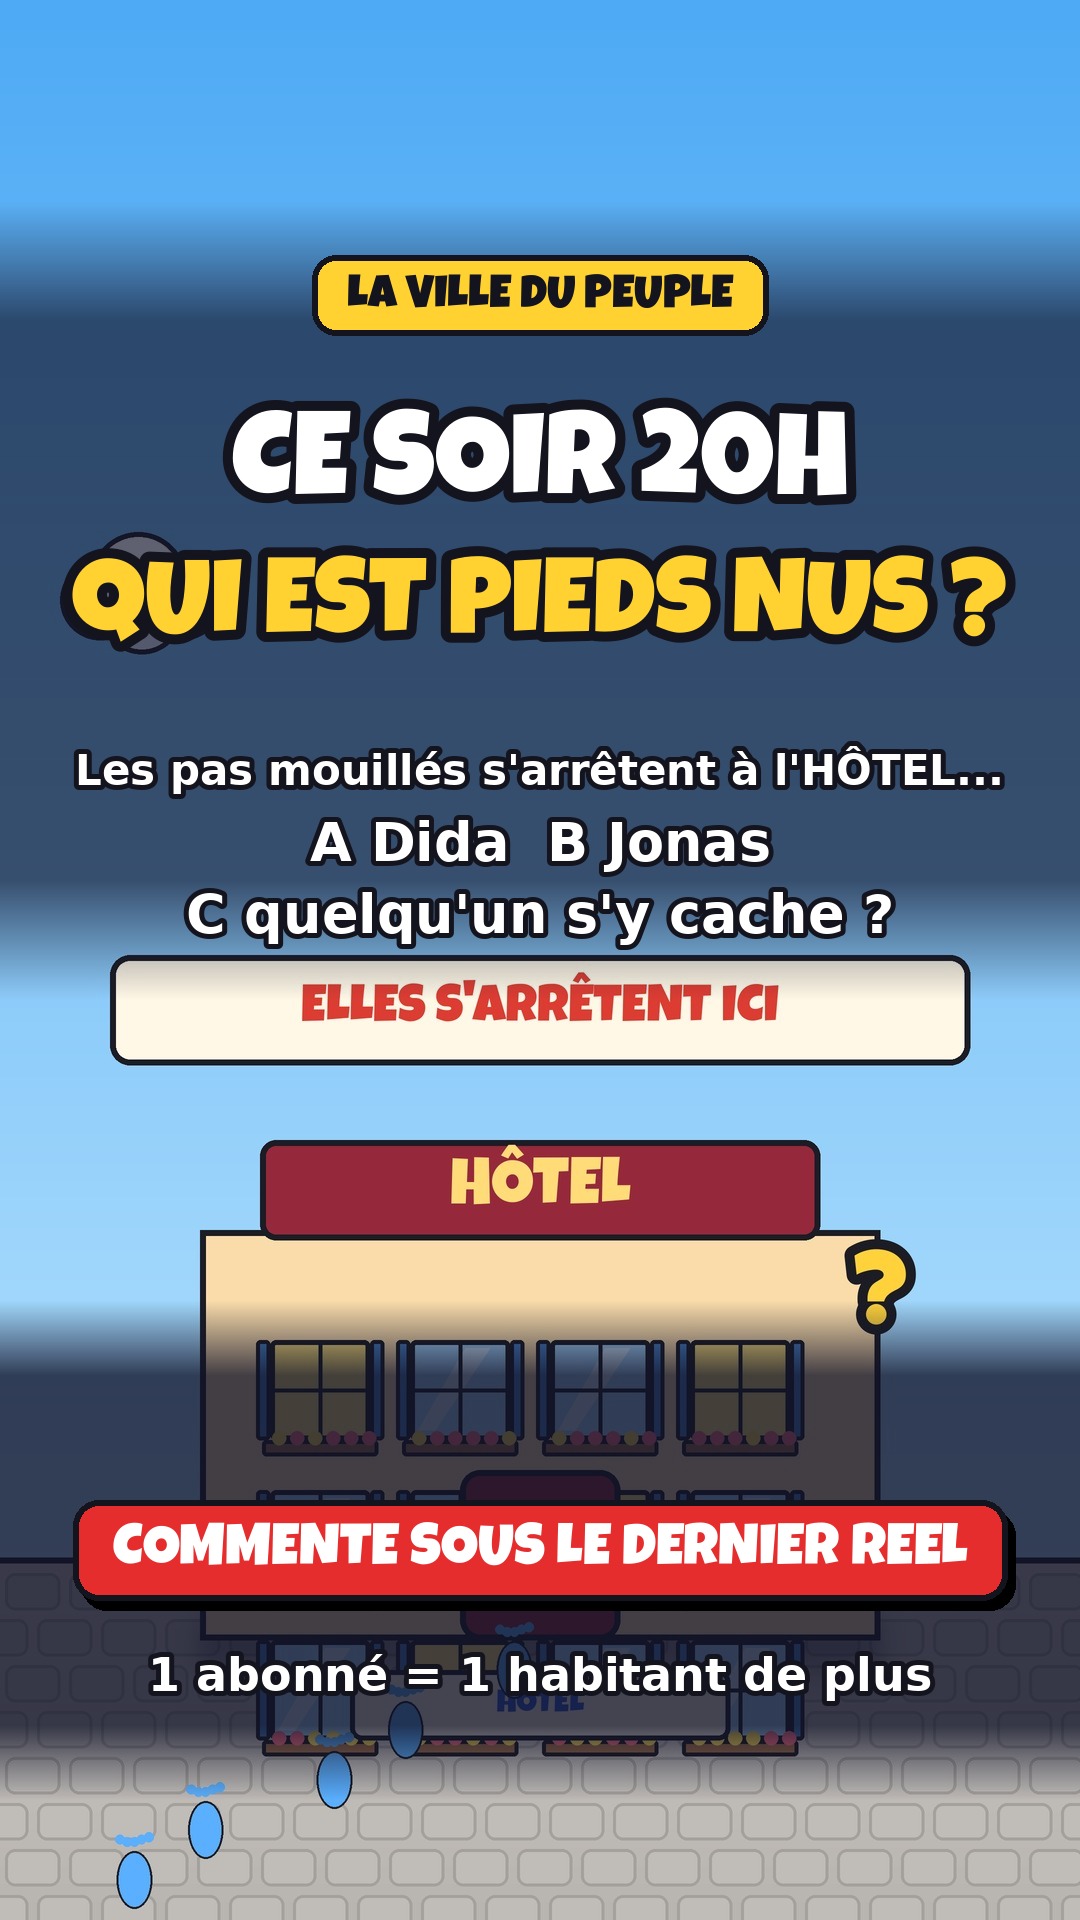 LA VILLE DU PEUPLE
CE SOIR 20H
QUI EST PIEDS NUS ?
Les pas mouillés s'arrêtent à l'HÔTEL...
A Dida  B Jonas
C quelqu'un s'y cache ?
ELLES S'ARRÊTENT ICI
HÔTEL
?
COMMENTE SOUS LE DERNIER REEL
1 abonné = 1 habitant de plus
HÔTEL